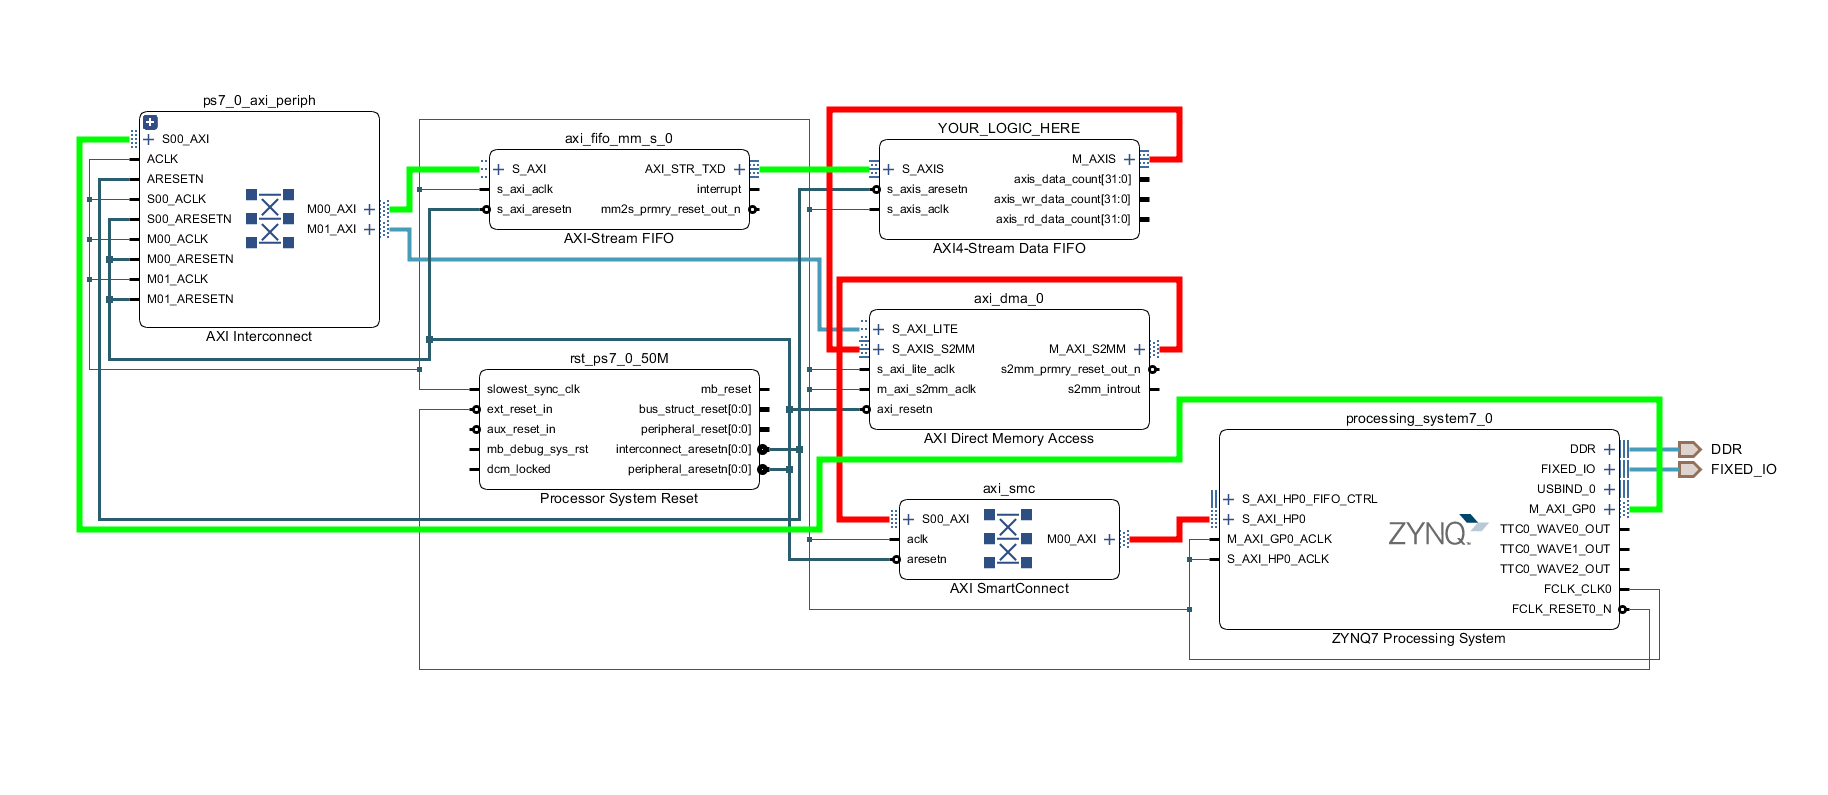 ps7_0_axi_periph
S00_AXI
ACLK
ARESETN
S00_ACLK
S00_ARESETN
M00_ACLK
M00_ARESETN
M01_ACLK
M01_ARESETN
M00_AXI
M01_AXI
AXI Interconnect
axi_fifo_mm_s_0
S_AXI
s_axi_aclk
s_axi_aresetn
AXI_STR_TXD
interrupt
mm2s_prmry_reset_out_n
AXI-Stream FIFO
YOUR_LOGIC_HERE
S_AXIS
s_axis_aresetn
s_axis_aclk
M_AXIS
axis_data_count[31:0]
axis_wr_data_count[31:0]
axis_rd_data_count[31:0]
AXI4-Stream Data FIFO
axi_dma_0
S_AXI_LITE
S_AXIS_S2MM
s_axi_lite_aclk
m_axi_s2mm_aclk
axi_resetn
M_AXI_S2MM
s2mm_prmry_reset_out_n
s2mm_introut
AXI Direct Memory Access
rst_ps7_0_50M
slowest_sync_clk
ext_reset_in
aux_reset_in
mb_debug_sys_rst
dcm_locked
mb_reset
bus_struct_reset[0:0]
peripheral_reset[0:0]
interconnect_aresetn[0:0]
peripheral_aresetn[0:0]
Processor System Reset
axi_smc
S00_AXI
aclk
aresetn
M00_AXI
AXI SmartConnect
processing_system7_0
S_AXI_HP0_FIFO_CTRL
S_AXI_HP0
M_AXI_GP0_ACLK
S_AXI_HP0_ACLK
ZYNQ
DDR
FIXED_IO
USBIND_0
M_AXI_GP0
TTC0_WAVE0_OUT
TTC0_WAVE1_OUT
TTC0_WAVE2_OUT
FCLK_CLK0
FCLK_RESET0_N
ZYNQ7 Processing System
DDR
FIXED_IO